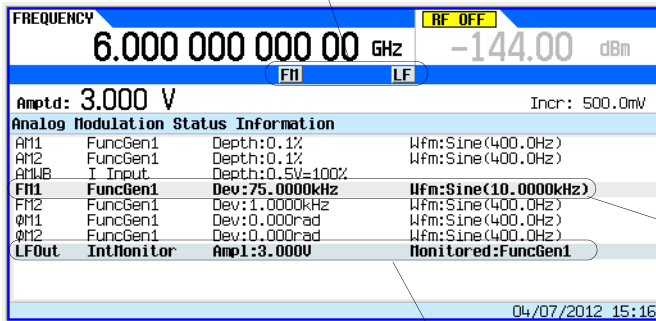 FREQUENCY RF OFF
6.000 000 000 00 GHz -144.00 dBm
FM LF
Amptd: 3.000 V Incr: 500.0mV
Analog Modulation Status Information
AM1 FuncGen1 Depth:0.1% Wfm:Sine(400.0Hz)
AM2 FuncGen1 Depth:0.1% Wfm:Sine(400.0Hz)
AMWB I Input Depth:0.5V=100%
FM1 FuncGen1 Dev:75.0000kHz Wfm:Sine(10.0000kHz)
FM2 FuncGen1 Dev:1.0000kHz Wfm:Sine(400.0Hz)
ΦM1 FuncGen1 Dev:0.000rad Wfm:Sine(400.0Hz)
ΦM2 FuncGen1 Dev:0.000rad Wfm:Sine(400.0Hz)
LFOut IntMonitor Ampl:3.000V Monitored:FuncGen1
04/07/2012 15:16